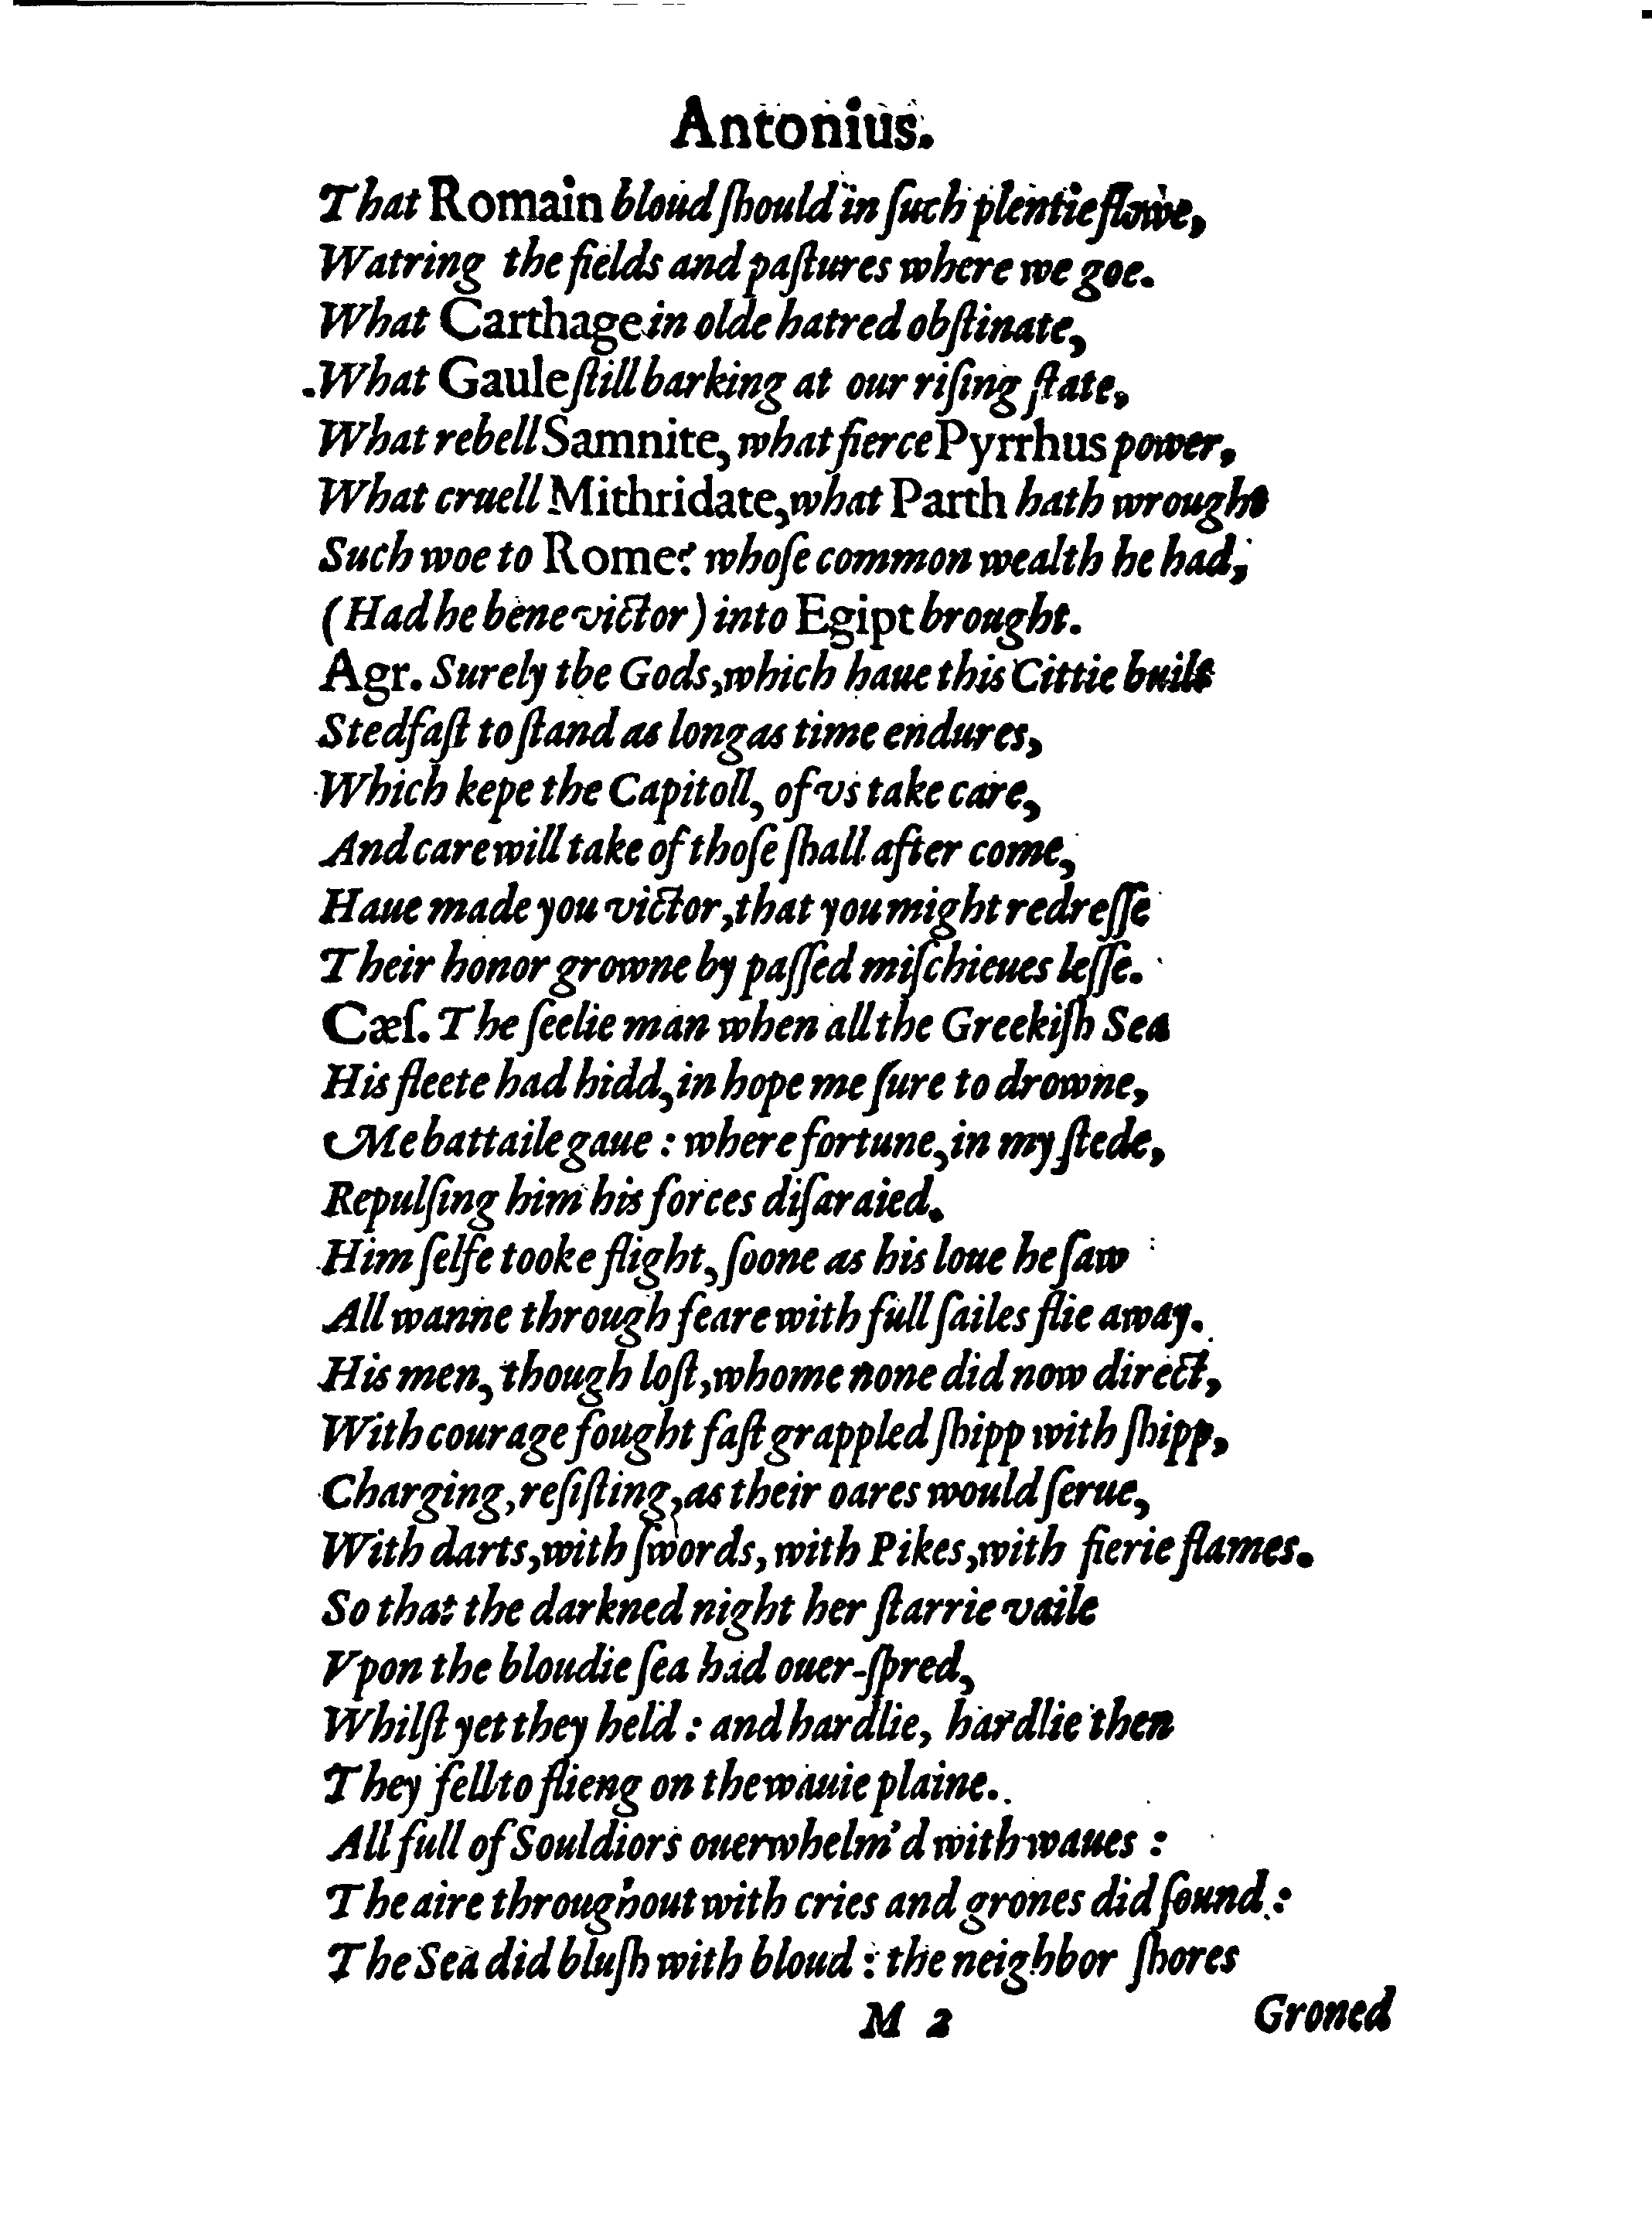 Antonius.
That Romain bloud ſhould in ſuch plentie flowe,
Watring the fields and paſtures where we goe.
What Carthage in olde hatred obſtinate,
What Gaule ſtill barking at our riſing ſtate,
What rebell Samnite, what fierce Pyrrhus power,
What cruell Mithridate, what Parth hath wrought
Such woe to Rome? whoſe common wealth he had,
(Had he bene victor) into Egipt brought.
Agr. Surely the Gods, which haue this Cittie built
Stedfaſt to ſtand as long as time endures,
Which kepe the Capitoll, of vs take care,
And care will take of thoſe ſhall after come,
Haue made you victor, that you might redreſſe
Their honor growne by paſſed miſchieues leſſe.
Cæſ. The ſeelie man when all the Greekiſh Sea
His fleete had hidd, in hope me ſure to drowne,
Me battaile gaue : where fortune, in my ſtede,
Repulſing him his forces diſaraied.
Him ſelfe tooke flight, ſoone as his loue he ſaw
All wanne through feare with full ſailes flie away.
His men, though loſt, whome none did now direct,
With courage fought faſt grappled ſhipp with ſhipp,
Charging, reſiſting, as their oares would ſerue,
With darts, with ſwords, with Pikes, with fierie flames.
So that the darkned night her ſtarrie vaile
Vpon the bloudie ſea had ouer-ſpred,
Whilſt yet they held : and hardlie, hardlie then
They fell to flieng on the wauie plaine.
All full of Souldiors ouerwhelm'd with waues :
The aire throughout with cries and grones did ſound :
The Sea did bluſh with bloud : the neighbor ſhores
M 2 Groned